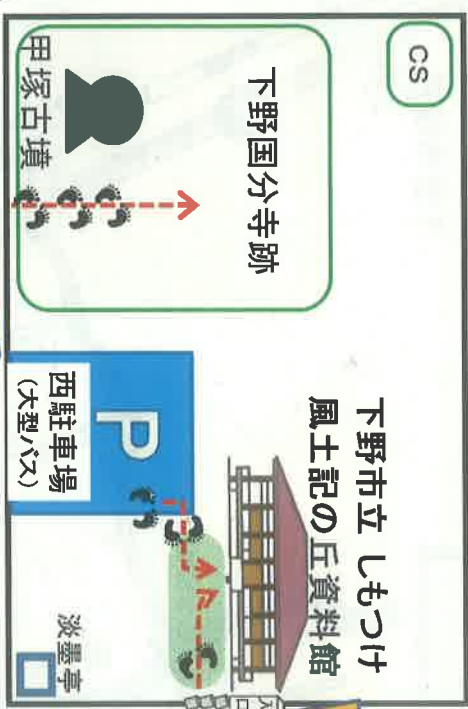 CS
下野国分寺跡
甲塚古墳
下野市立 しもつけ
風土記の丘資料館
P
西駐車場
(大型バス)
淡墨亭